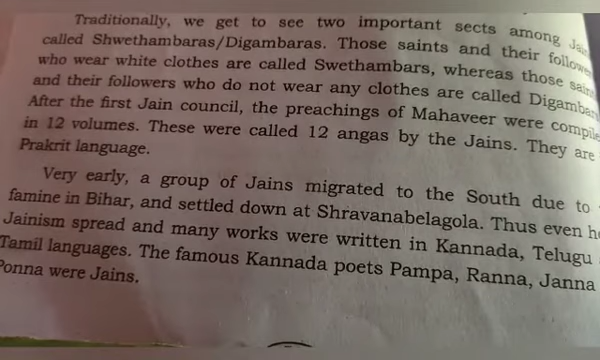 Traditionally, we get to see two important sects among
called Shwethambaras/Digambaras. Those saints and their
who wear white clothes are called Swethambars, whereas those
and their followers who do not wear any clothes are called
After the first Jain council, the preachings of Mahaveer were
in 12 volumes. These were called 12 angas by the Jains. They are
Prakrit language.
Very early, a group of Jains migrated to the South due to
famine in Bihar, and settled down at Shravanabelagola. Thus even
Jainism spread and many works were written in Kannada, Telugu
Tamil languages. The famous Kannada poets Pampa, Ranna, Janna
Ponna were Jains.